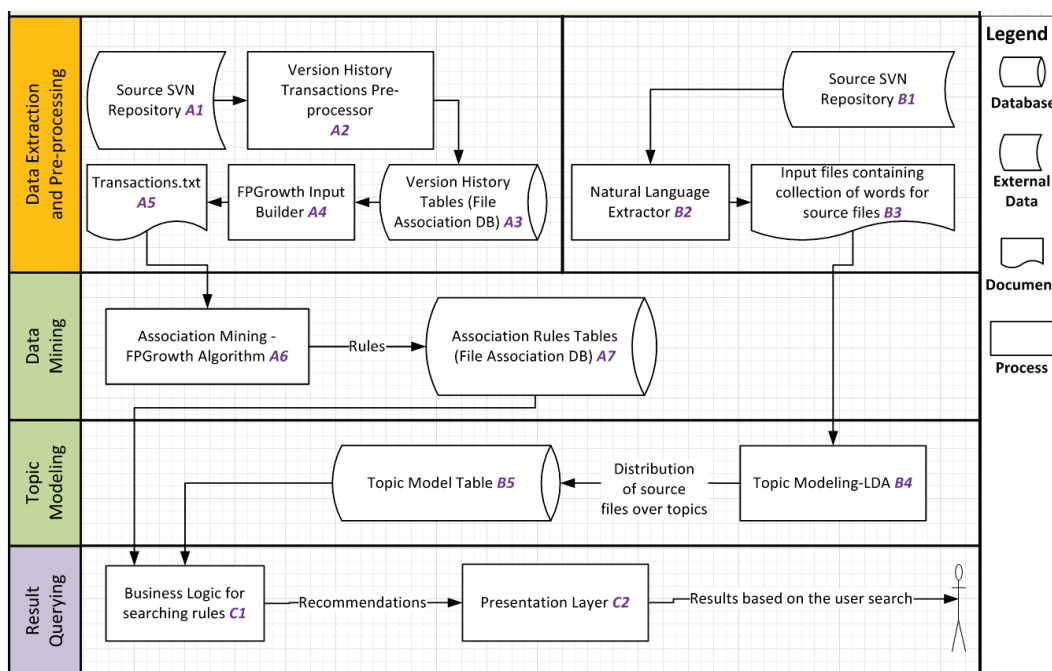 Data Extraction
and Pre-processing
Source SVN
Repository A1
Version History
Transactions Pre-
processor
A2
Transactions.txt
A5
FPGrowth Input
Builder A4
Version History
Tables (File
Association DB) A3
Source SVN
Repository B1
Natural Language
Extractor B2
Input files containing
collection of words for
source files B3
Data
Mining
Association Mining -
FPGrowth Algorithm A6
Rules
Association Rules Tables
(File Association DB) A7
Topic
Modeling
Topic Model Table B5
Distribution
of source
files over topics
Topic Modeling-LDA B4
Result
Querying
Business Logic for
searching rules C1
Recommendations
Presentation Layer C2
Results based on the user search
Legend
Database
External
Data
Document
Process